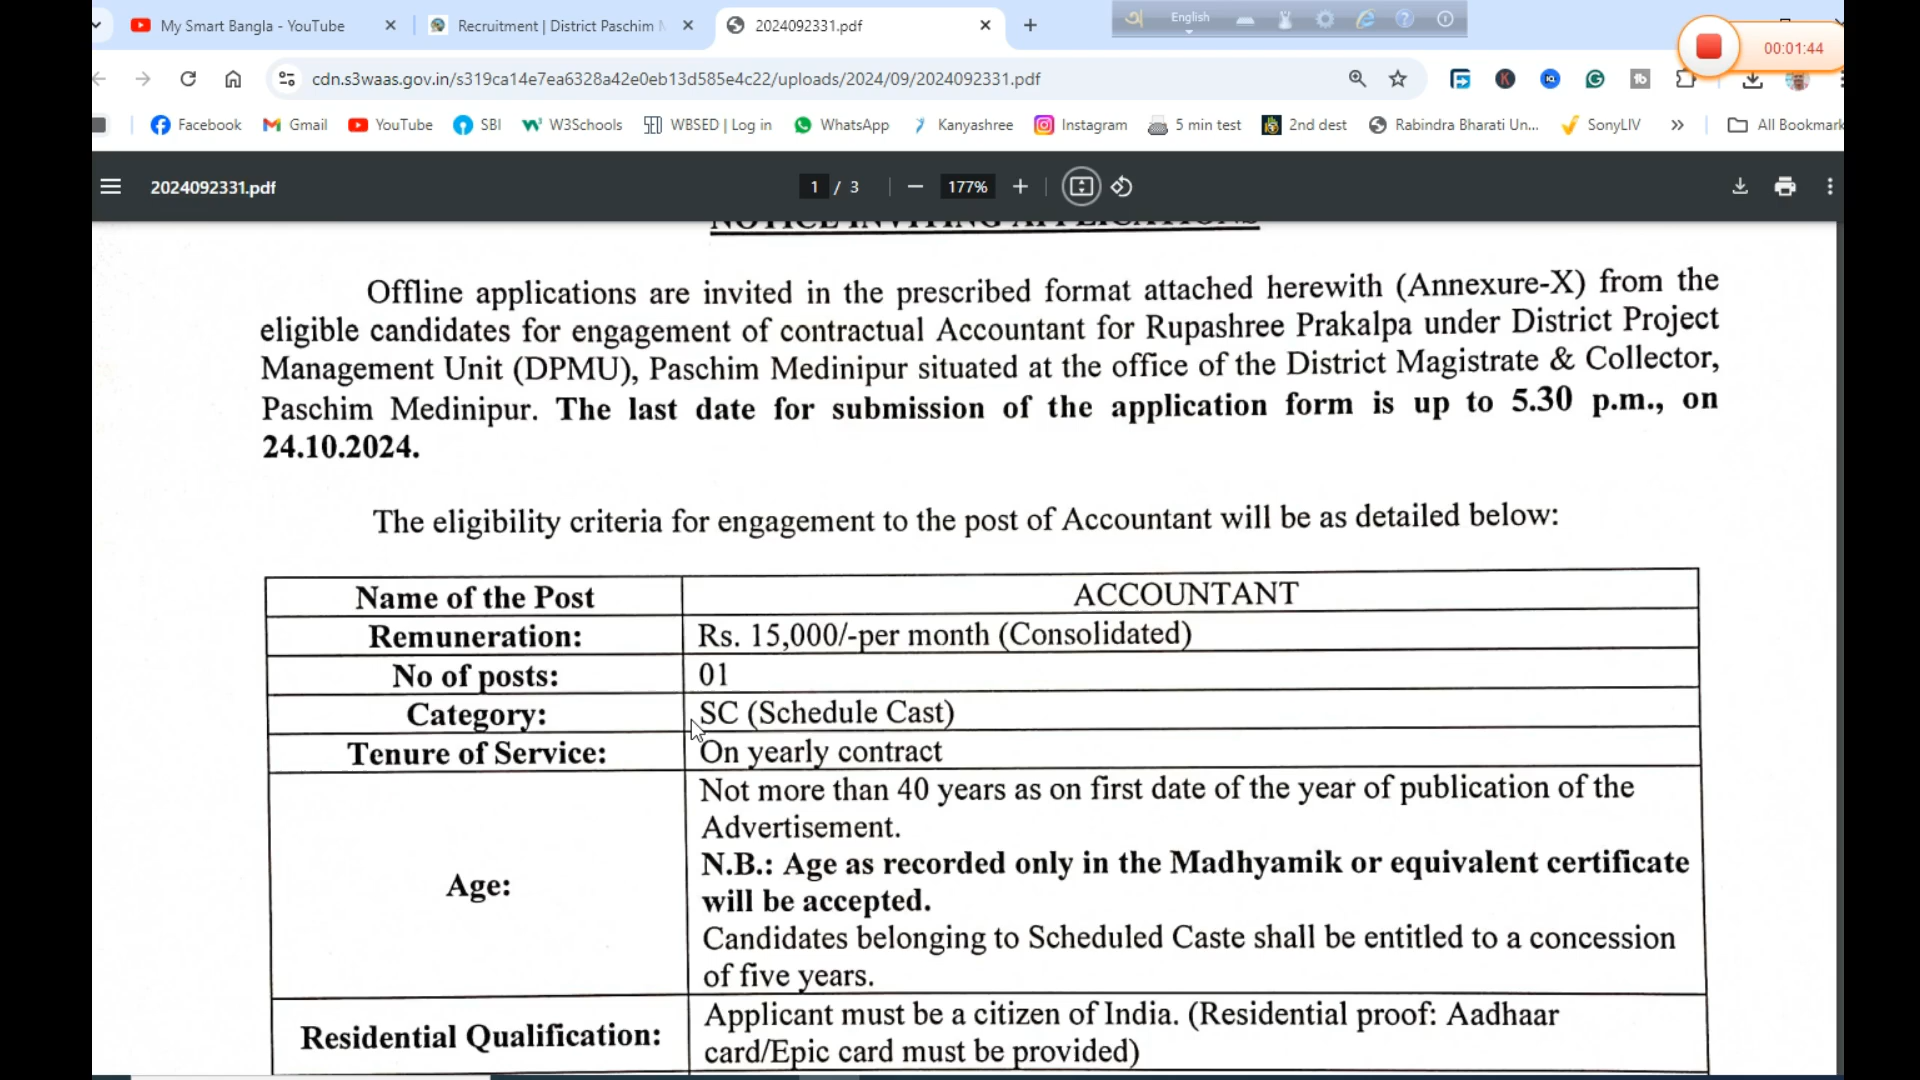 My Smart Bangla - YouTube
Recruitment | District Paschim
2024092331.pdf
English
00:01:44
cdn.s3waas.gov.in/s319ca14e7ea6328a42e0eb13d585e4c22/uploads/2024/09/2024092331.pdf
Facebook Gmail YouTube SBI W3Schools WBSED | Log in WhatsApp Kanyashree Instagram 5 min test 2nd dest Rabindra Bharati Un... SonyLIV » All Bookmark
2024092331.pdf
1 / 3 177%
NOTICE INVITING APPLICATIONS
Offline applications are invited in the prescribed format attached herewith (Annexure-X) from the
eligible candidates for engagement of contractual Accountant for Rupashree Prakalpa under District Project
Management Unit (DPMU), Paschim Medinipur situated at the office of the District Magistrate & Collector,
Paschim Medinipur. The last date for submission of the application form is up to 5.30 p.m., on
24.10.2024.
The eligibility criteria for engagement to the post of Accountant will be as detailed below:
Name of the Post ACCOUNTANT
Remuneration: Rs. 15,000/-per month (Consolidated)
No of posts: 01
Category: SC (Schedule Cast)
Tenure of Service: On yearly contract
Age: Not more than 40 years as on first date of the year of publication of the
Advertisement.
N.B.: Age as recorded only in the Madhyamik or equivalent certificate
will be accepted.
Candidates belonging to Scheduled Caste shall be entitled to a concession
of five years.
Residential Qualification: Applicant must be a citizen of India. (Residential proof: Aadhaar
card/Epic card must be provided)